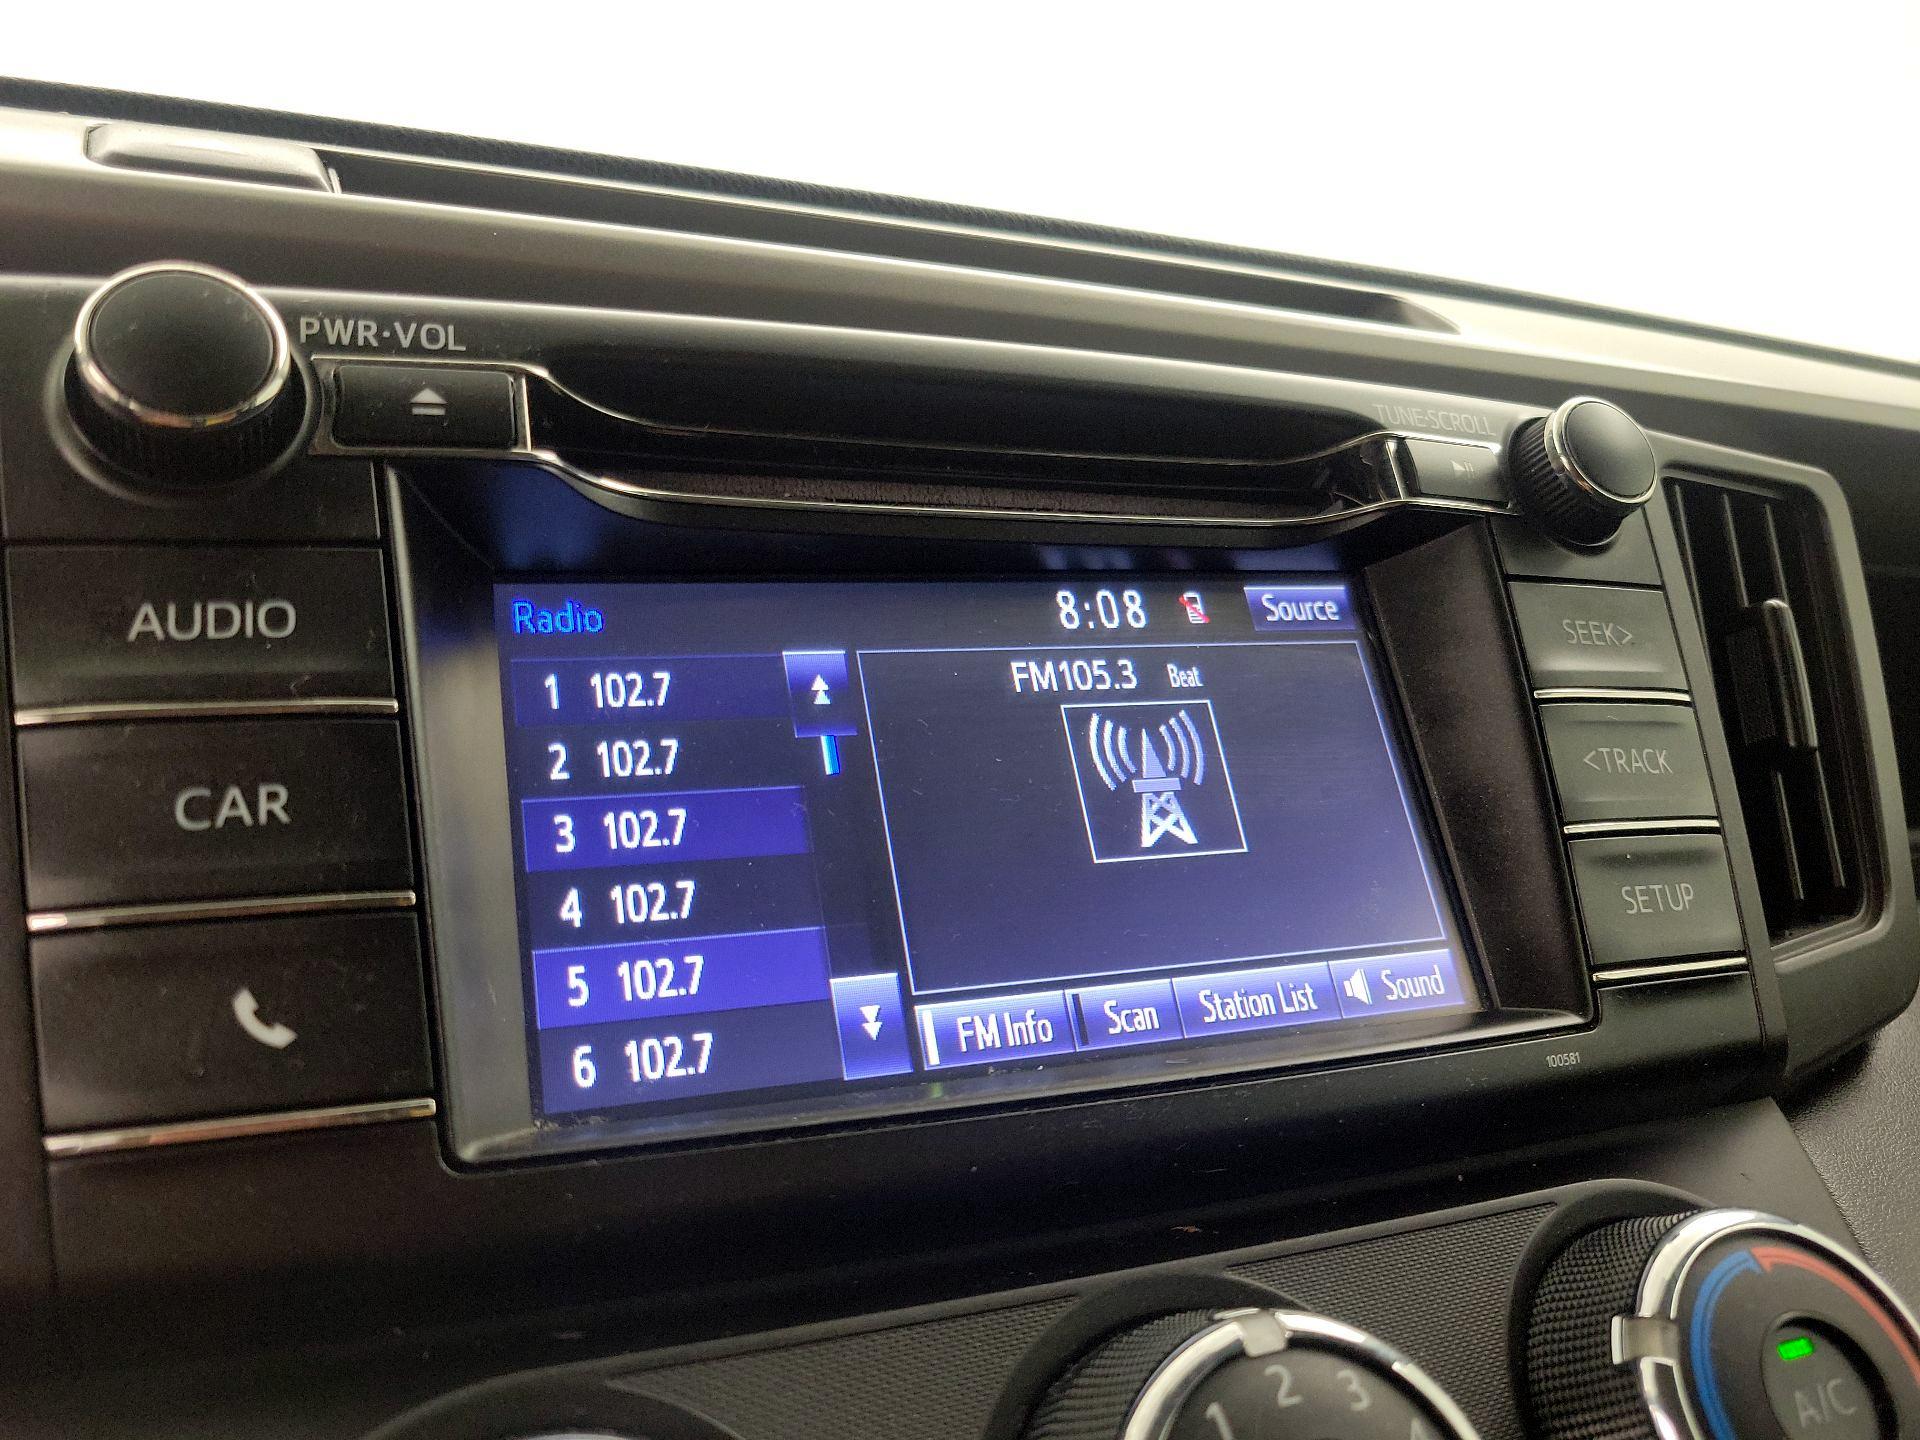 PWR·VOL
TUNE·SCROLL
AUDIO
CAR
Radio
8:08
Source
1 102.7
2 102.7
3 102.7
4 102.7
5 102.7
6 102.7
FM105.3 Beat
FM Info
Scan
Station List
Sound
SEEK>
<TRACK
SETUP
100581
1 2 3
A/C